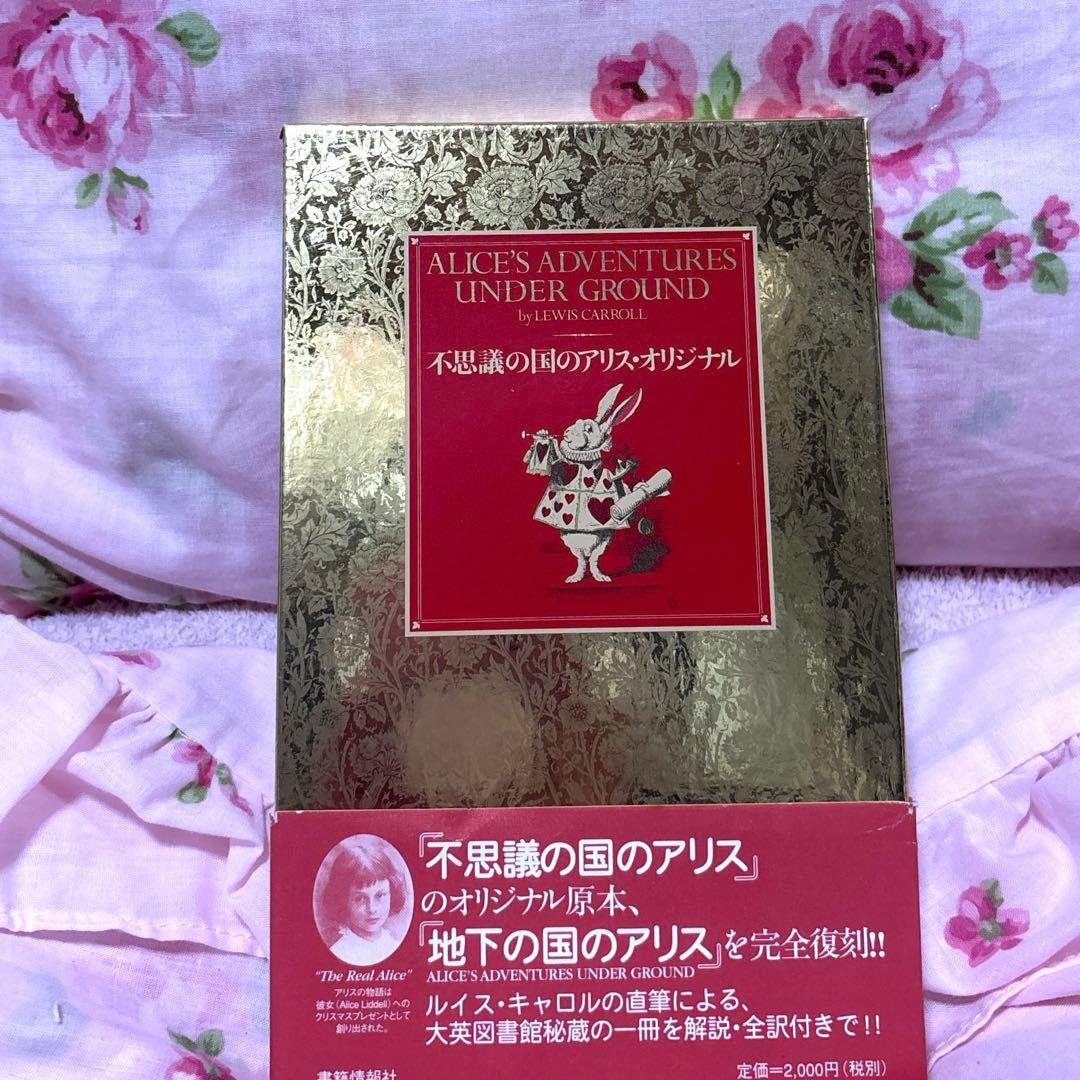 ALICE'S ADVENTURES
UNDER GROUND
by LEWIS CARROLL
不思議の国のアリス・オリジナル
『不思議の国のアリス』
のオリジナル原本、
『地下の国のアリス』を完全復刻!!
ALICE'S ADVENTURES UNDER GROUND
ルイス・キャロルの直筆による、
大英図書館秘蔵の一冊を解説・全訳付きで!!
"The Real Alice"
アリスの物語は
彼女(Alice Liddell)への
クリスマスプレゼントとして
創り出された。
書籍情報社
定価=2,000円(税別)